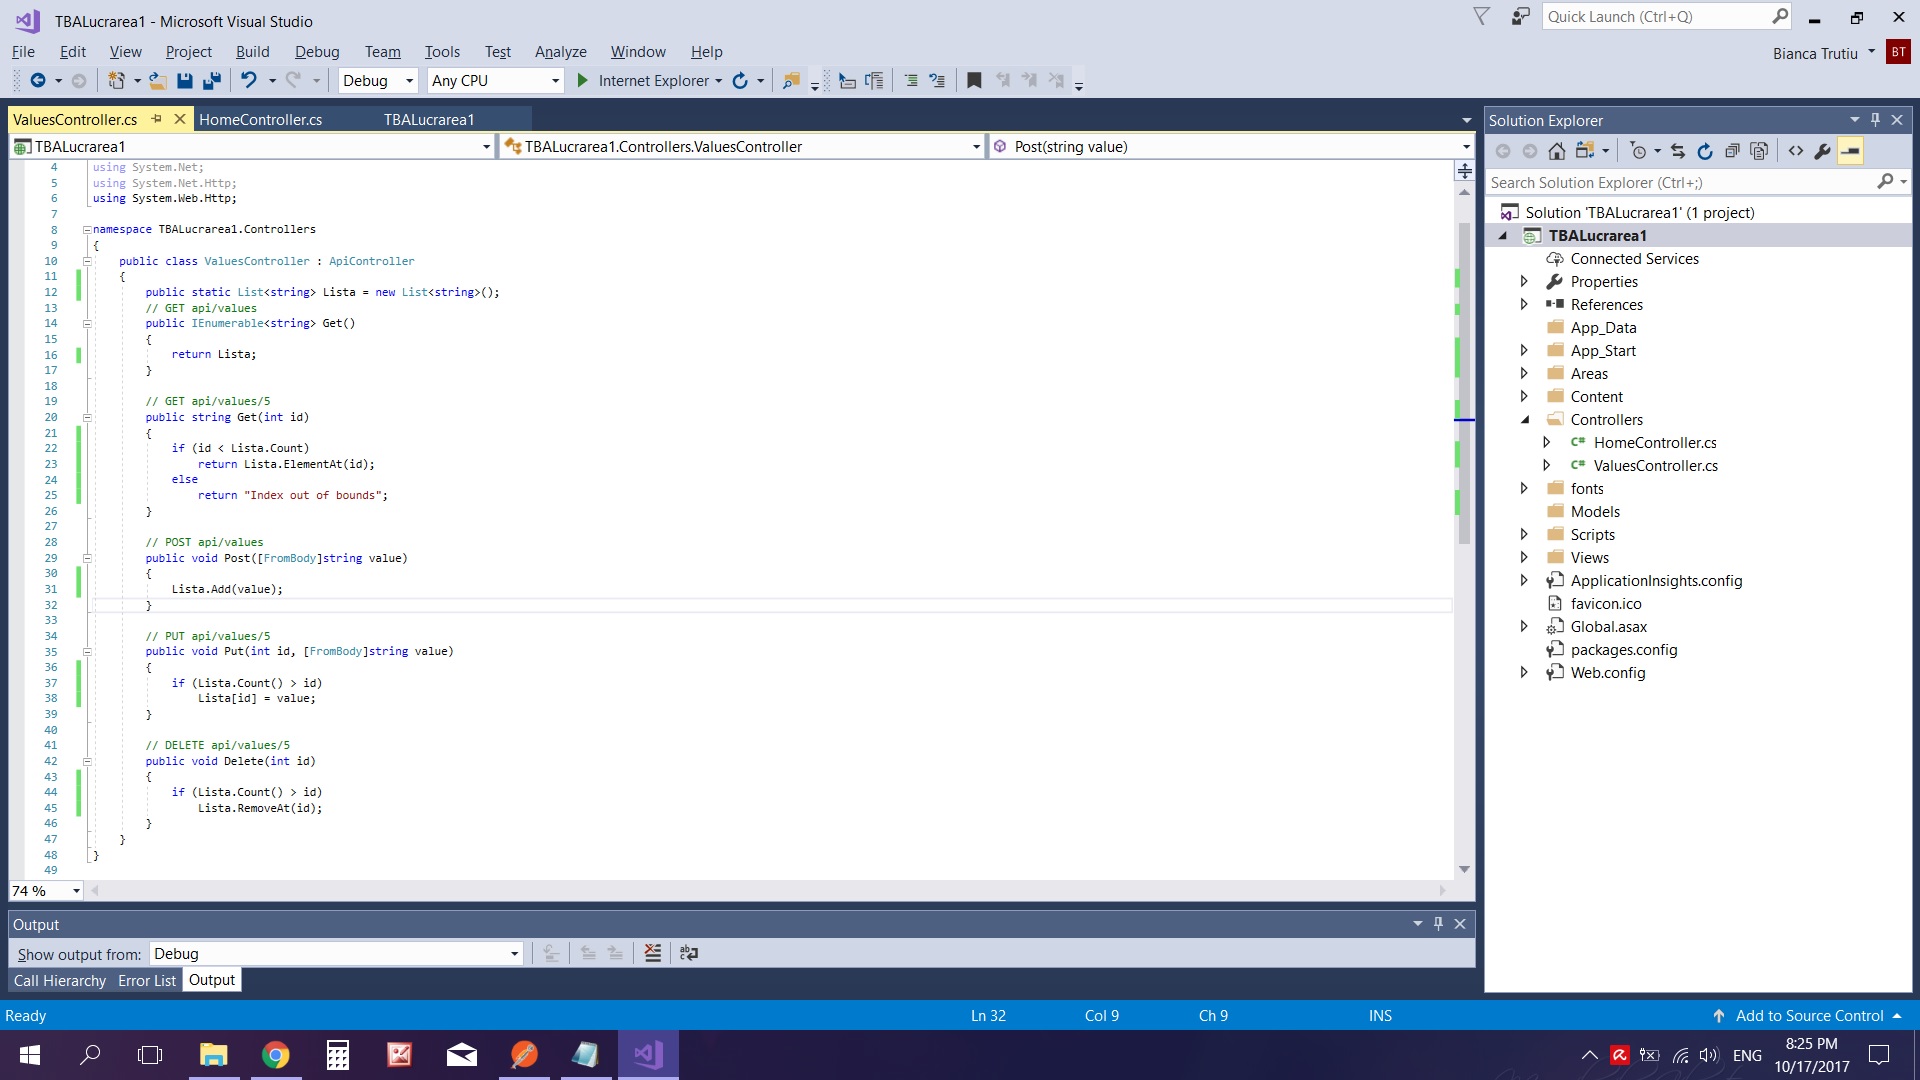 TBALucrarea1 - Microsoft Visual Studio
Quick Launch (Ctrl+Q)
File Edit View Project Build Debug Team Tools Test Analyze Window Help
Bianca Trutiu BT
Debug Any CPU Internet Explorer
ValuesController.cs HomeController.cs TBALucrarea1
TBALucrarea1 TBALucrarea1.Controllers.ValuesController Post(string value)
4 using System.Net;
5 using System.Net.Http;
6 using System.Web.Http;
7
8 namespace TBALucrarea1.Controllers
9 {
10 public class ValuesController : ApiController
11 {
12 public static List<string> Lista = new List<string>();
13 // GET api/values
14 public IEnumerable<string> Get()
15 {
16 return Lista;
17 }
18
19 // GET api/values/5
20 public string Get(int id)
21 {
22 if (id < Lista.Count)
23 return Lista.ElementAt(id);
24 else
25 return "Index out of bounds";
26 }
27
28 // POST api/values
29 public void Post([FromBody]string value)
30 {
31 Lista.Add(value);
32 }
33
34 // PUT api/values/5
35 public void Put(int id, [FromBody]string value)
36 {
37 if (Lista.Count() > id)
38 Lista[id] = value;
39 }
40
41 // DELETE api/values/5
42 public void Delete(int id)
43 {
44 if (Lista.Count() > id)
45 Lista.RemoveAt(id);
46 }
47 }
48 }
49
74 %
Output
Show output from: Debug
Call Hierarchy Error List Output
Solution Explorer
Search Solution Explorer (Ctrl+;)
Solution 'TBALucrarea1' (1 project)
TBALucrarea1
Connected Services
Properties
References
App_Data
App_Start
Areas
Content
Controllers
C# HomeController.cs
C# ValuesController.cs
fonts
Models
Scripts
Views
ApplicationInsights.config
favicon.ico
Global.asax
packages.config
Web.config
Ready Ln 32 Col 9 Ch 9 INS Add to Source Control
ENG 8:25 PM
10/17/2017